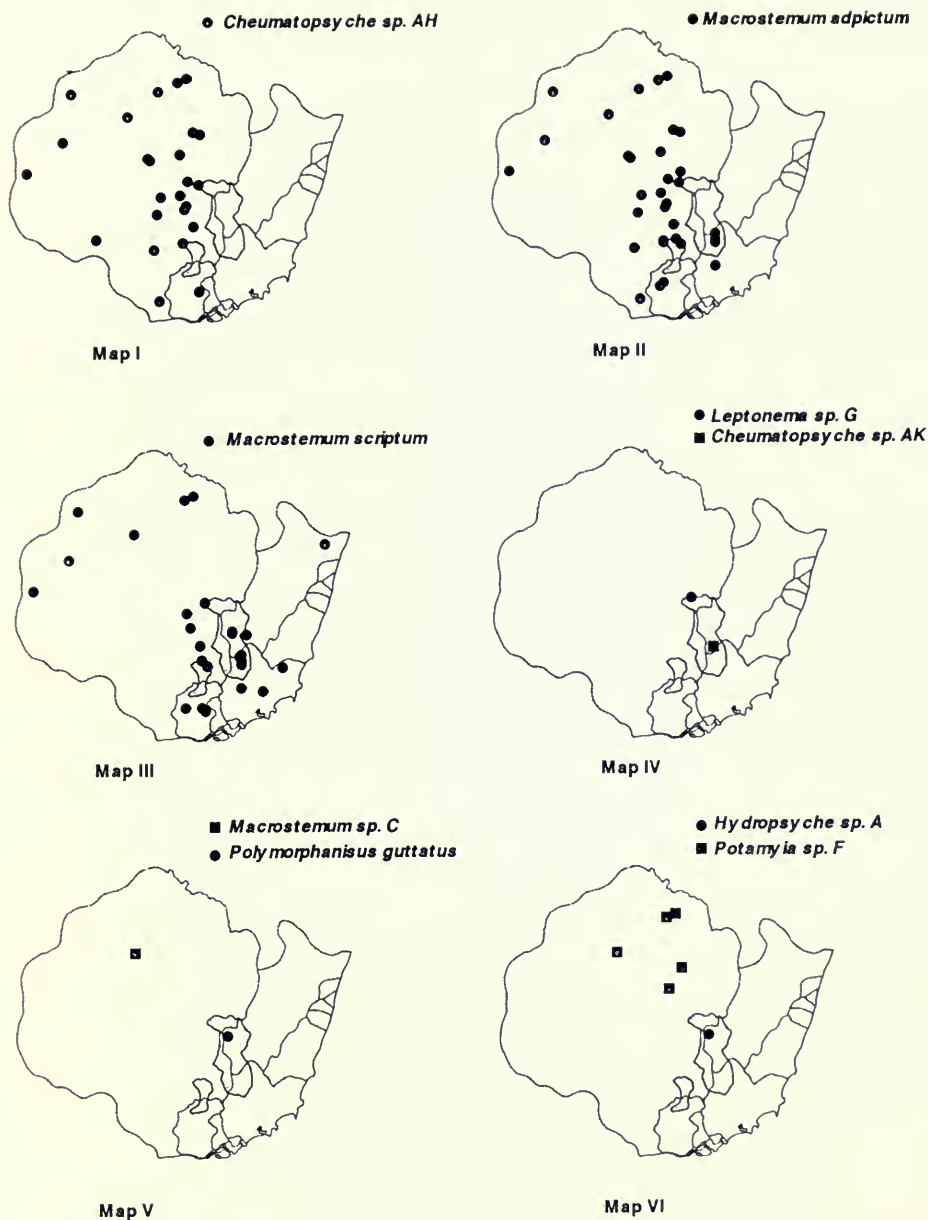 Cheumatopsyche sp. AH
Macrostemum adpictum
Map I
Map II
Macrostemum scriptum
Leptonema sp. G
Cheumatopsyche sp. AK
Map III
Map IV
Macrostemum sp. C
Polymorphanisus guttatus
Hydropsyche sp. A
Potamyia sp. F
Map V
Map VI